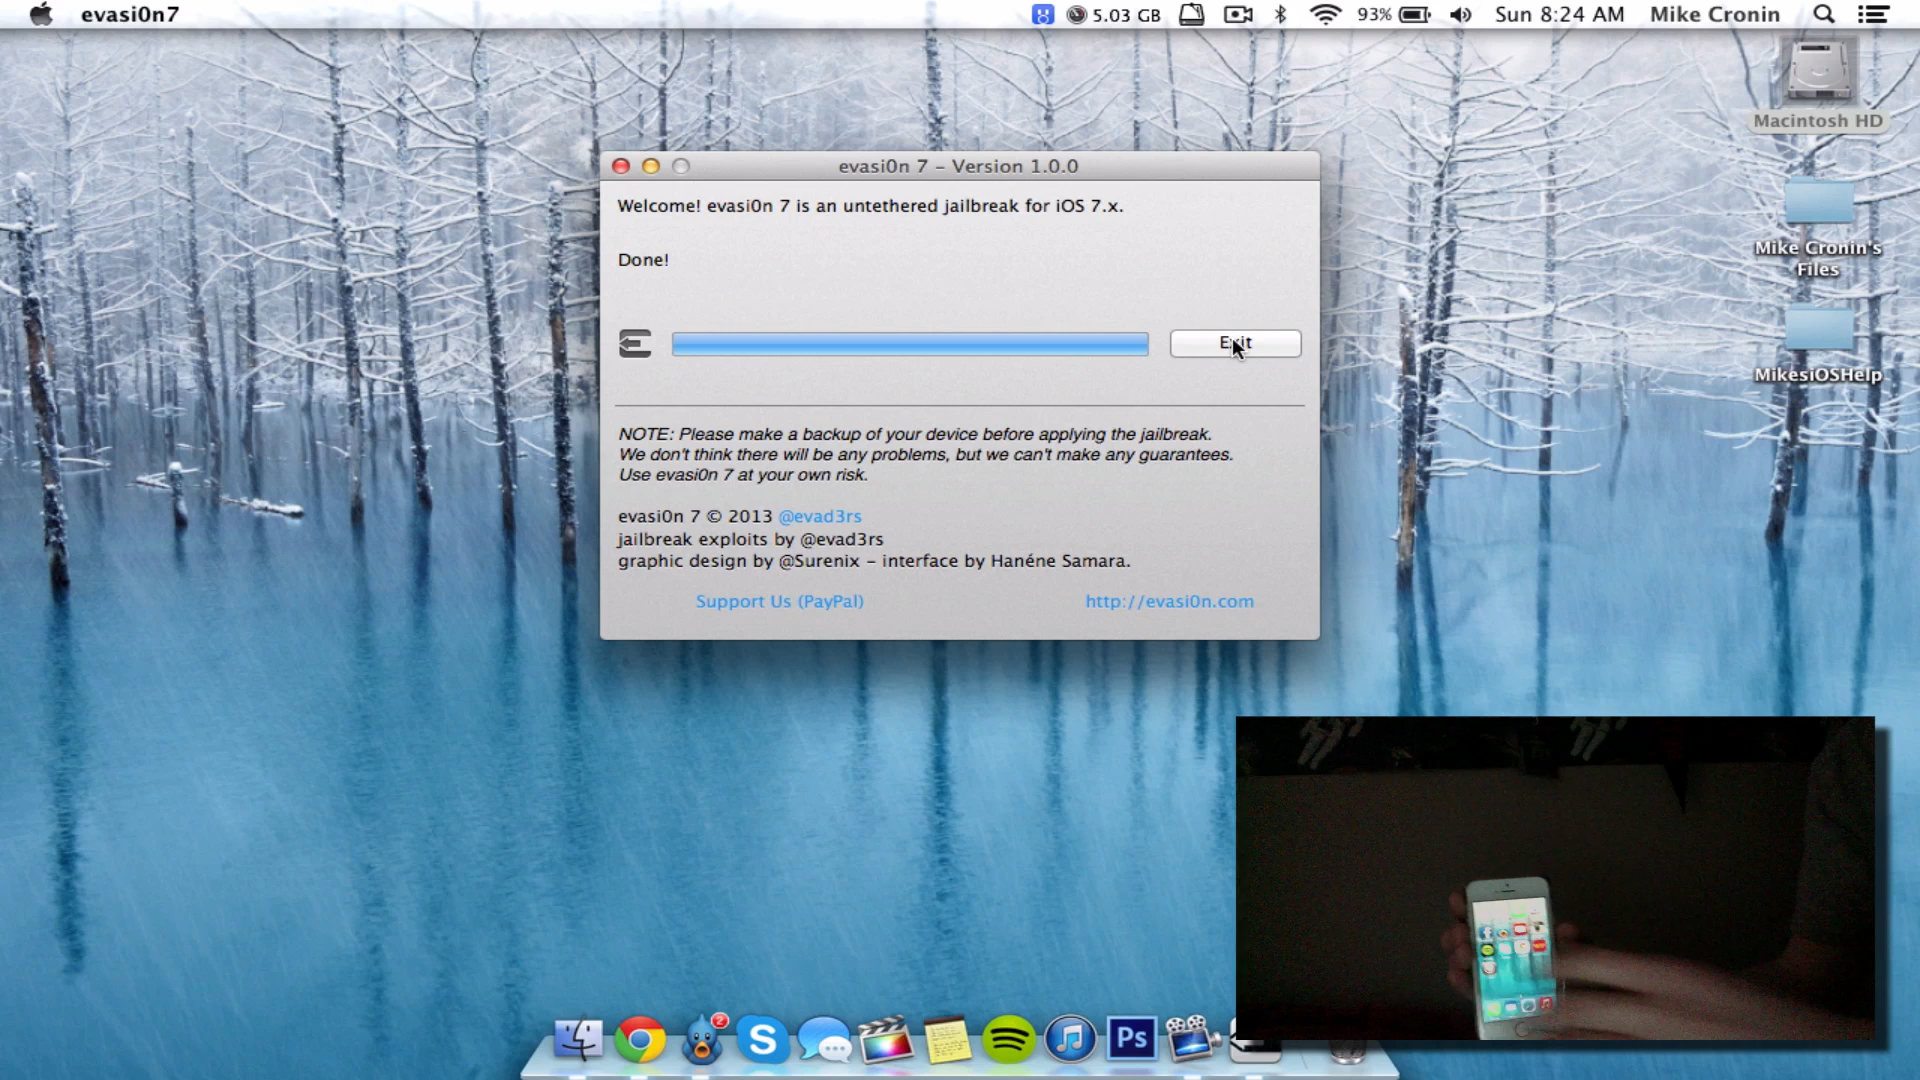 evasi0n7
5.03 GB
93%
Sun 8:24 AM
Mike Cronin
Macintosh HD
Mike Cronin's
Files
MikesiOSHelp
evasi0n 7 – Version 1.0.0
Welcome! evasi0n 7 is an untethered jailbreak for iOS 7.x.
Done!
Exit
NOTE: Please make a backup of your device before applying the jailbreak.
We don't think there will be any problems, but we can't make any guarantees.
Use evasi0n 7 at your own risk.
evasi0n 7 © 2013 @evad3rs
jailbreak exploits by @evad3rs
graphic design by @Surenix – interface by Hanéne Samara.
Support Us (PayPal)
http://evasi0n.com
2
S
Ps